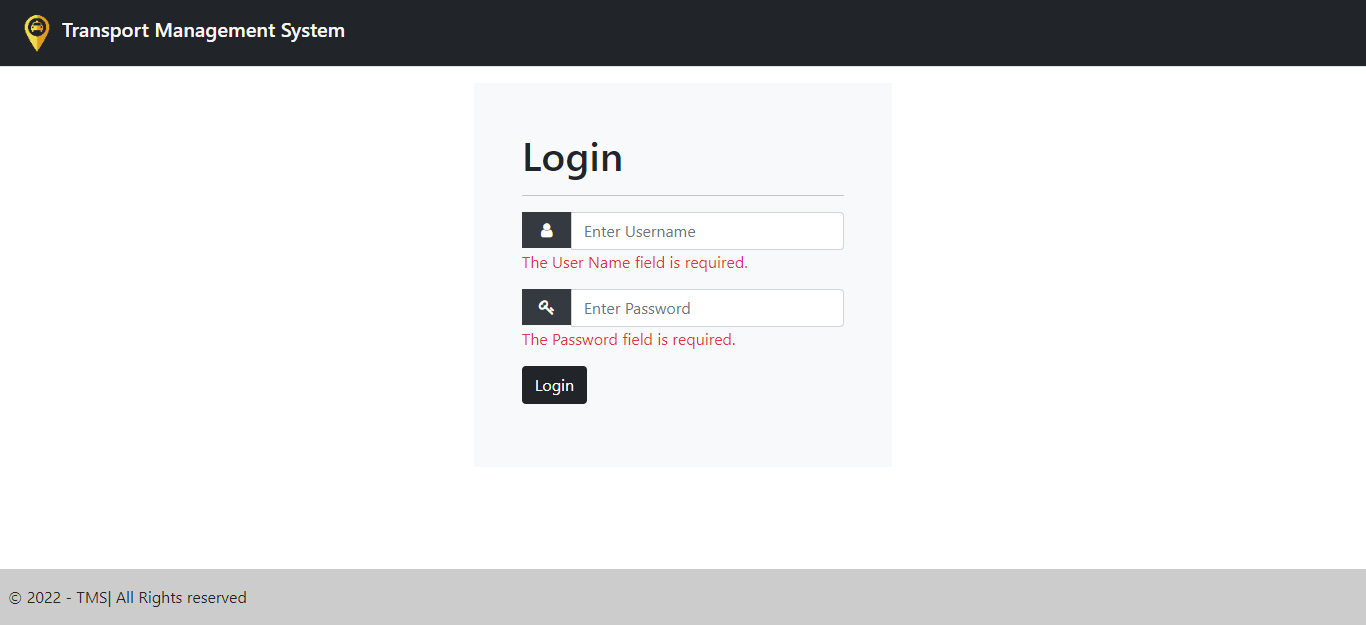 Transport Management System
Login
Enter Username
The User Name field is required.
Enter Password
The Password field is required.
Login
© 2022 - TMS| All Rights reserved